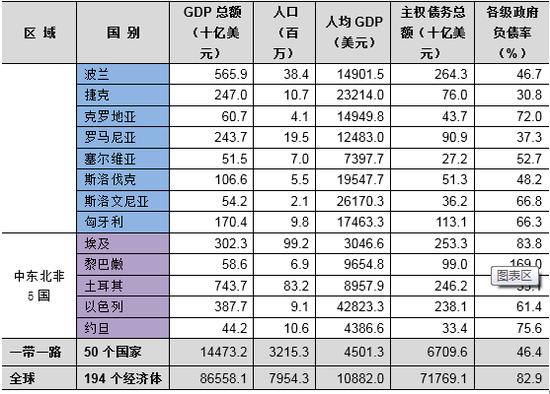 区 域 国 别 GDP 总额（十亿美元） 人口（百万） 人均 GDP（美元） 主权债务总额（十亿美元） 各级政府负债率（%）
波兰 565.9 38.4 14901.5 264.3 46.7
捷克 247.0 10.7 23214.0 76.0 30.8
克罗地亚 60.7 4.1 14949.8 43.7 72.0
罗马尼亚 243.7 19.5 12483.0 90.9 37.3
塞尔维亚 51.5 7.0 7397.7 27.2 52.7
斯洛伐克 106.6 5.5 19547.7 51.3 48.2
斯洛文尼亚 54.2 2.1 26170.3 36.2 66.8
匈牙利 170.4 9.8 17463.3 113.1 66.3
中东北非 5 国
埃及 302.3 99.2 3046.6 253.3 83.8
黎巴嫩 58.6 6.9 9654.8 99.0 169.0
图表区
土耳其 743.7 83.2 8957.9 246.2
以色列 387.7 9.1 42823.3 238.1 61.4
约旦 44.2 10.6 4386.6 33.4 75.6
一带一路 50 个国家 14473.2 3215.3 4501.3 6709.6 46.4
全球 194 个经济体 86558.1 7954.3 10882.0 71769.1 82.9